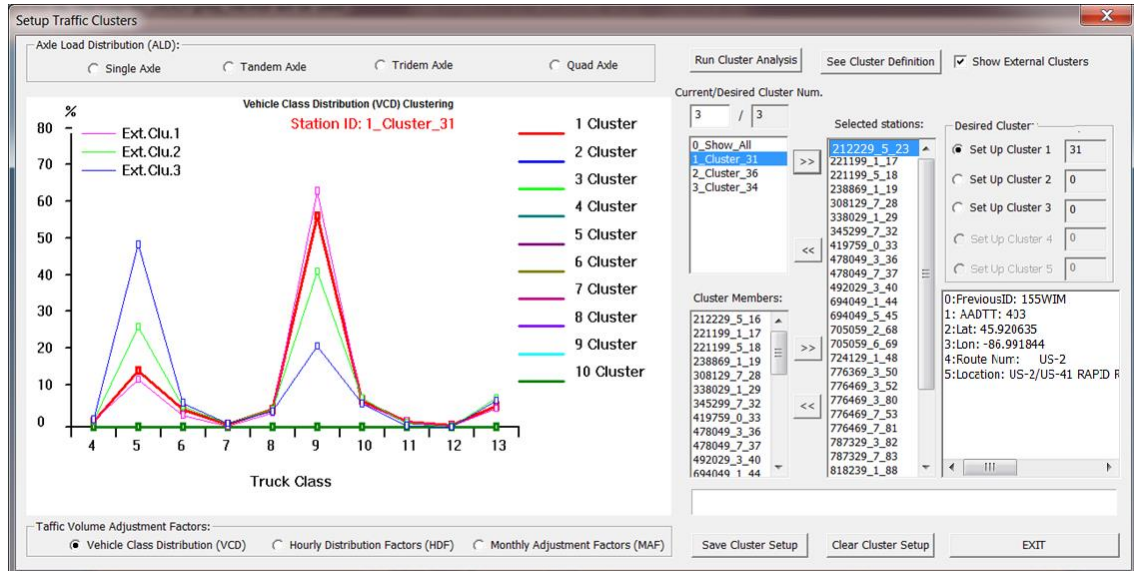 Setup Traffic Clusters
X
Axle Load Distribution (ALD):
Single Axle
Tandem Axle
Tridem Axle
Quad Axle
Run Cluster Analysis
See Cluster Definition
Show External Clusters
Vehicle Class Distribution (VCD) Clustering
Station ID: 1_Cluster_31
%
80
70
60
50
40
30
20
10
0
Ext.Clu.1
Ext.Clu.2
Ext.Clu.3
4 5 6 7 8 9 10 11 12 13
Truck Class
1 Cluster
2 Cluster
3 Cluster
4 Cluster
5 Cluster
6 Cluster
7 Cluster
8 Cluster
9 Cluster
10 Cluster
Current/Desired Cluster Num.
3 / 3
0_Show_All
1_Cluster_31
2_Cluster_36
3_Cluster_34
>>
<<
Cluster Members:
212229_5_16
221199_1_17
221199_5_18
238869_1_19
308129_7_28
338029_1_29
345299_7_32
419759_0_33
478049_3_36
478049_7_37
492029_3_40
694049_1_44
>>
<<
Selected stations:
212229_5_23
221199_1_17
221199_5_18
238869_1_19
308129_7_28
338029_1_29
345299_7_32
419759_0_33
478049_3_36
478049_7_37
492029_3_40
694049_1_44
694049_5_45
705059_2_68
705059_6_69
724129_1_48
776369_3_50
776469_3_52
776469_3_80
776469_7_53
776469_7_81
787329_3_82
787329_7_83
818239_1_88
Desired Cluster
Set Up Cluster 1 31
Set Up Cluster 2 0
Set Up Cluster 3 0
Set Up Cluster 4 0
Set Up Cluster 5 0
0:FreviousID: 155WIM
1: AADTT: 403
2:Lat: 45.920635
3:Lon: -86.991844
4:Route Num: US-2
5:Location: US-2/US-41 RAPID R
Taffic Volume Adjustment Factors:
Vehicle Class Distribution (VCD)
Hourly Distribution Factors (HDF)
Monthly Adjustment Factors (MAF)
Save Cluster Setup
Clear Cluster Setup
EXIT